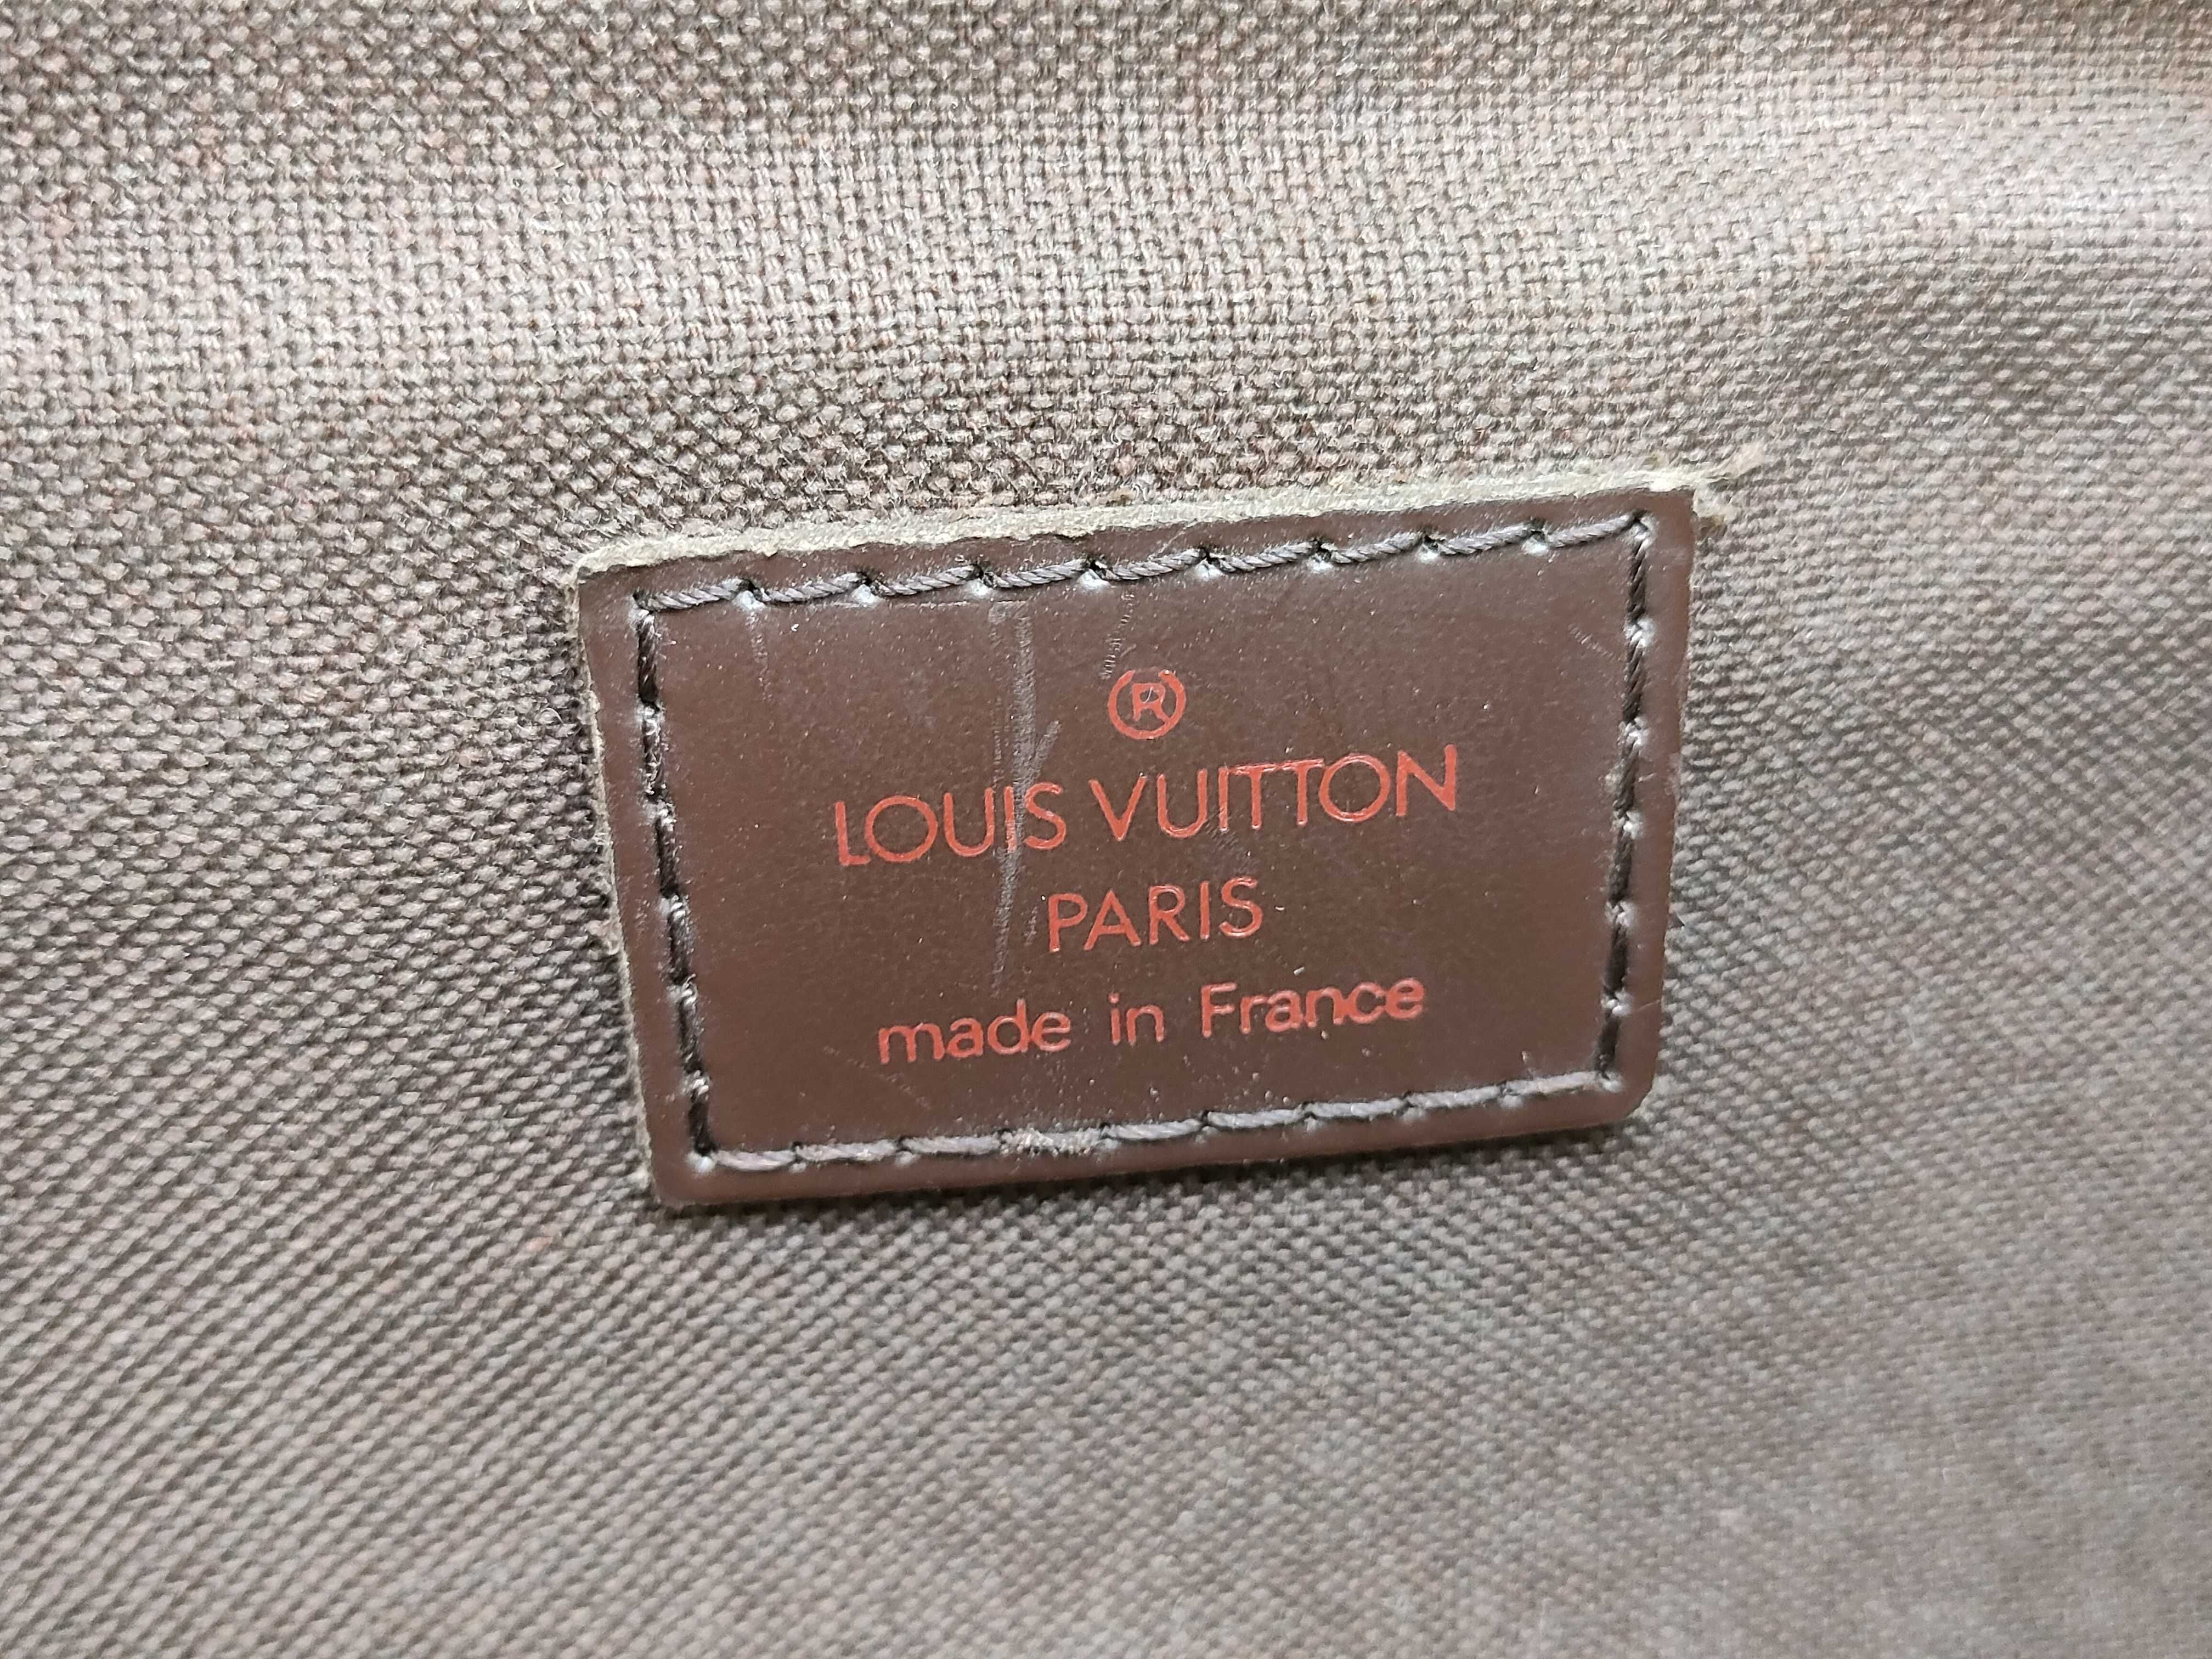 ®
LOUIS VUITTON
PARIS
made in France